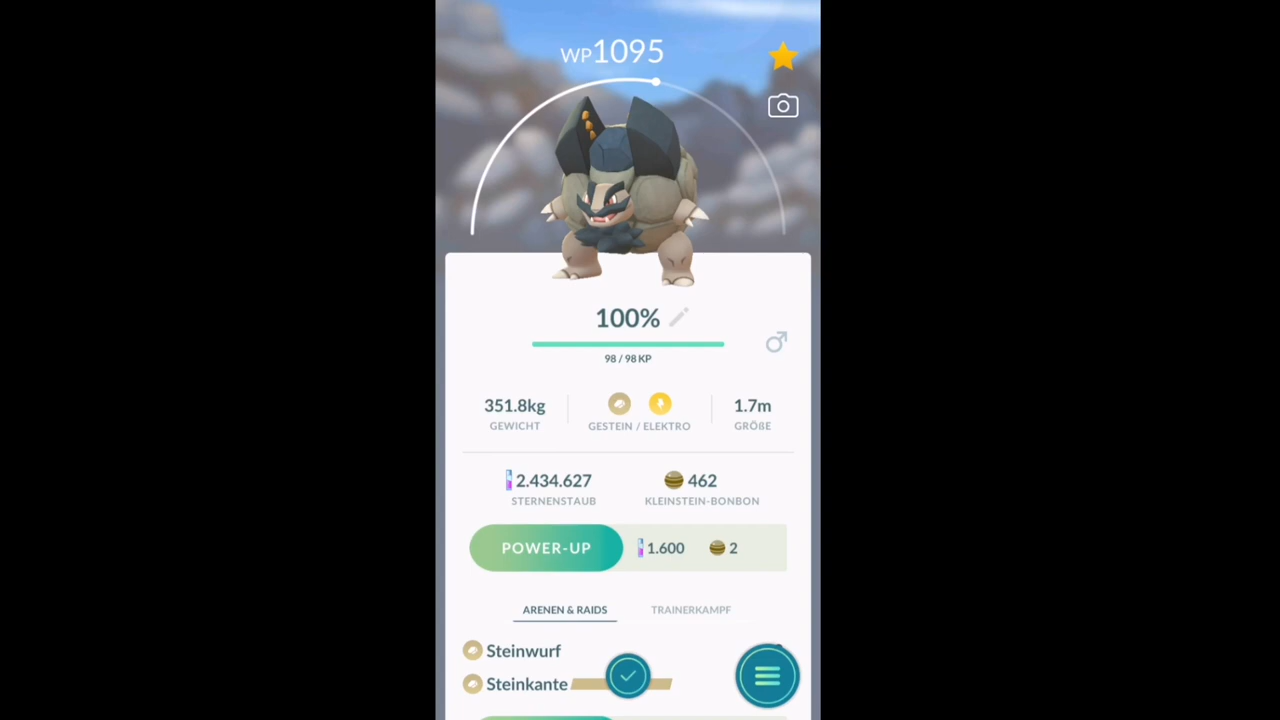 WP1095
100%
98 / 98 KP
351.8kg
GEWICHT
GESTEIN / ELEKTRO
1.7m
GRÖßE
2.434.627
STERNENSTAUB
462
KLEINSTEIN-BONBON
POWER-UP
1.600
2
ARENEN & RAIDS
TRAINERKAMPF
Steinwurf
Steinkante